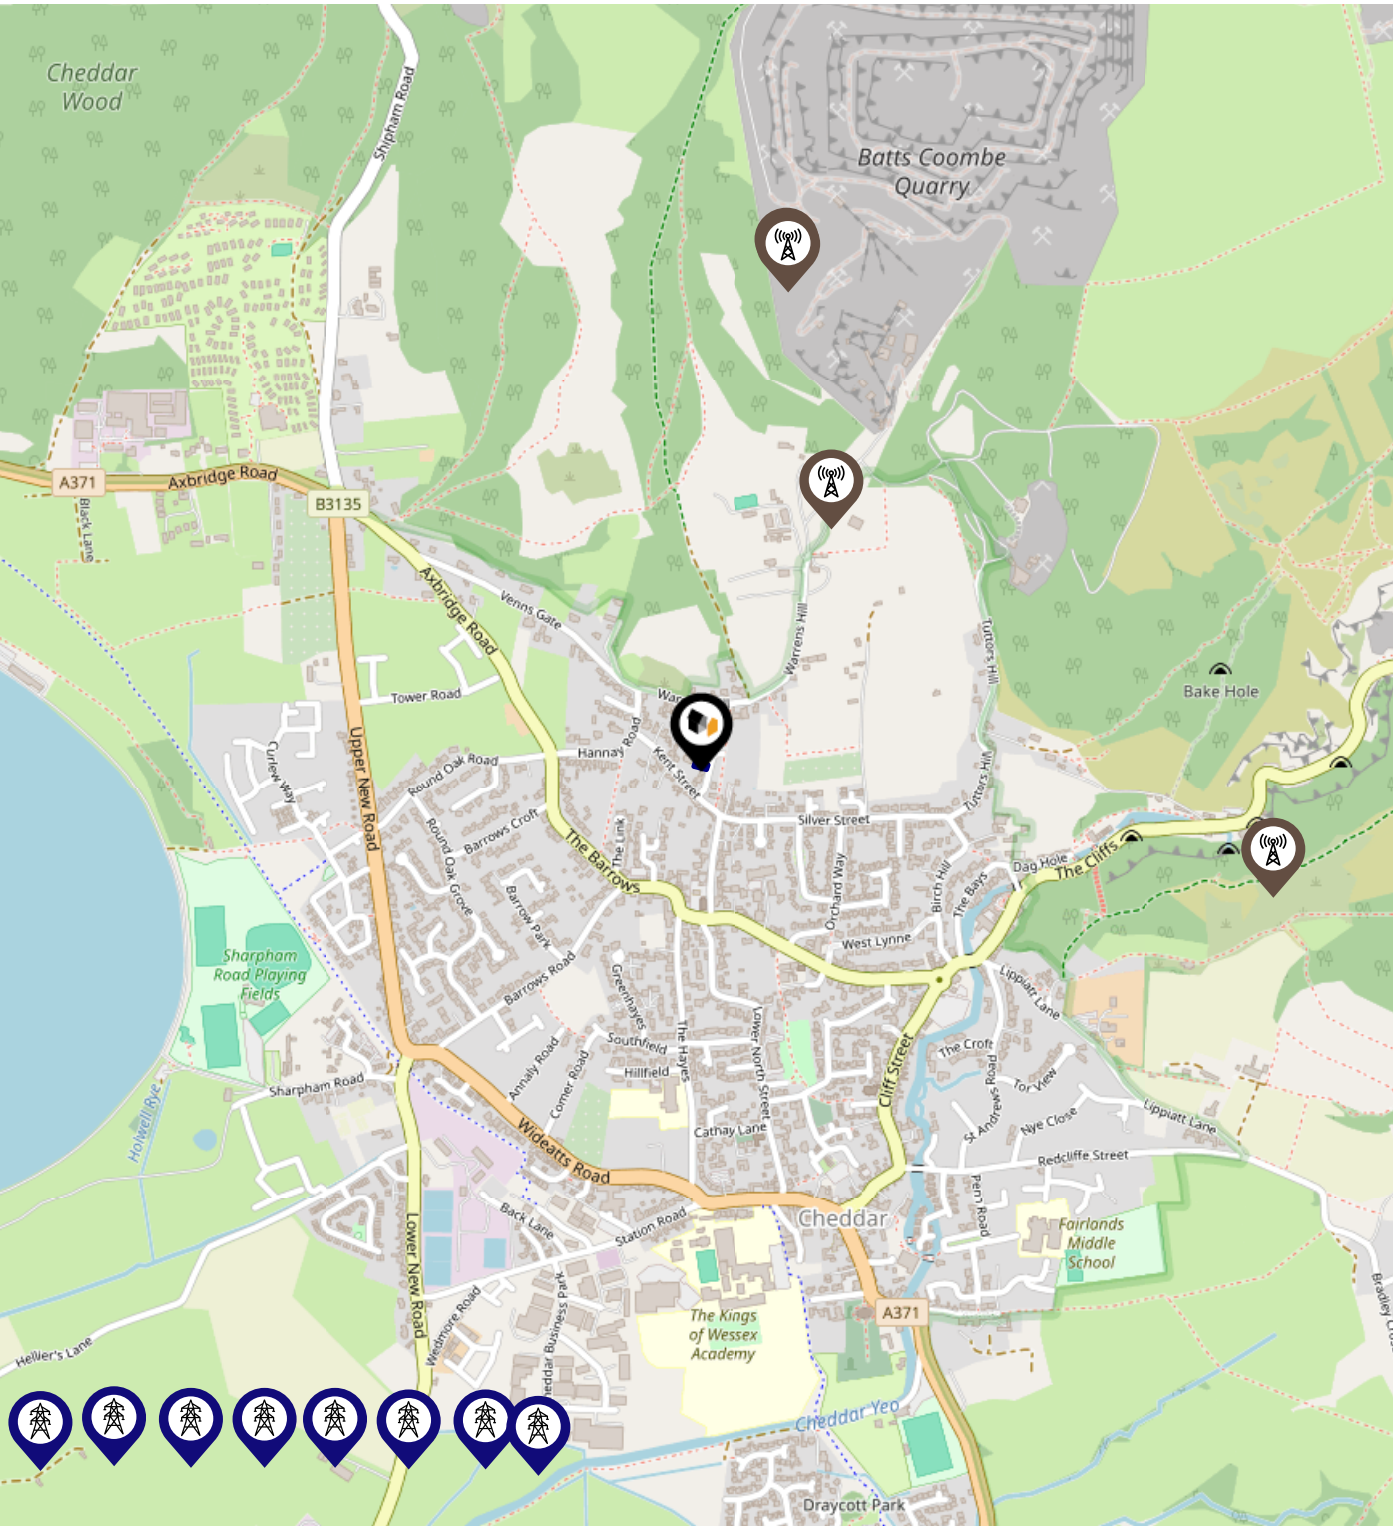 Cheddar
Wood
Shipham Road
Batts Coombe
Quarry
A371
Axbridge Road
B3135
Black Lane
Axbridge Road
Venns Gate
Warrens Hill
Tuttors Hill
Bake Hole
Tower Road
Hannay Road
Kent Street
Upper New Road
Curlew Way
Round Oak Road
Tuttors Hill
Silver Street
Barrows Croft
The Link
The Barrows
Round Oak Grove
Orchard Way
Birch Hill
The Bays
Dag Hole
The Cliffs
Barrow Park
West Lynne
Sharpham
Road Playing
Fields
Barrows Road
Greenhayes
Lippiatt Lane
Southfield
The Hayes
Lower North Street
Cliff Street
The Croft
Hillfield
Annaly Road
Corner Road
Sharpham Road
Tor View
St Andrews Road
Nye Close
Lippiatt Lane
Holwell Rye
Cathay Lane
Wideatts Road
Redcliffe Street
Penn Road
Back Lane
Station Road
Cheddar
Fairlands
Middle
School
Lower New Road
Wedmore Road
The Kings
of Wessex
Academy
A371
Hellier's Lane
Cheddar Yeo
Draycott Park